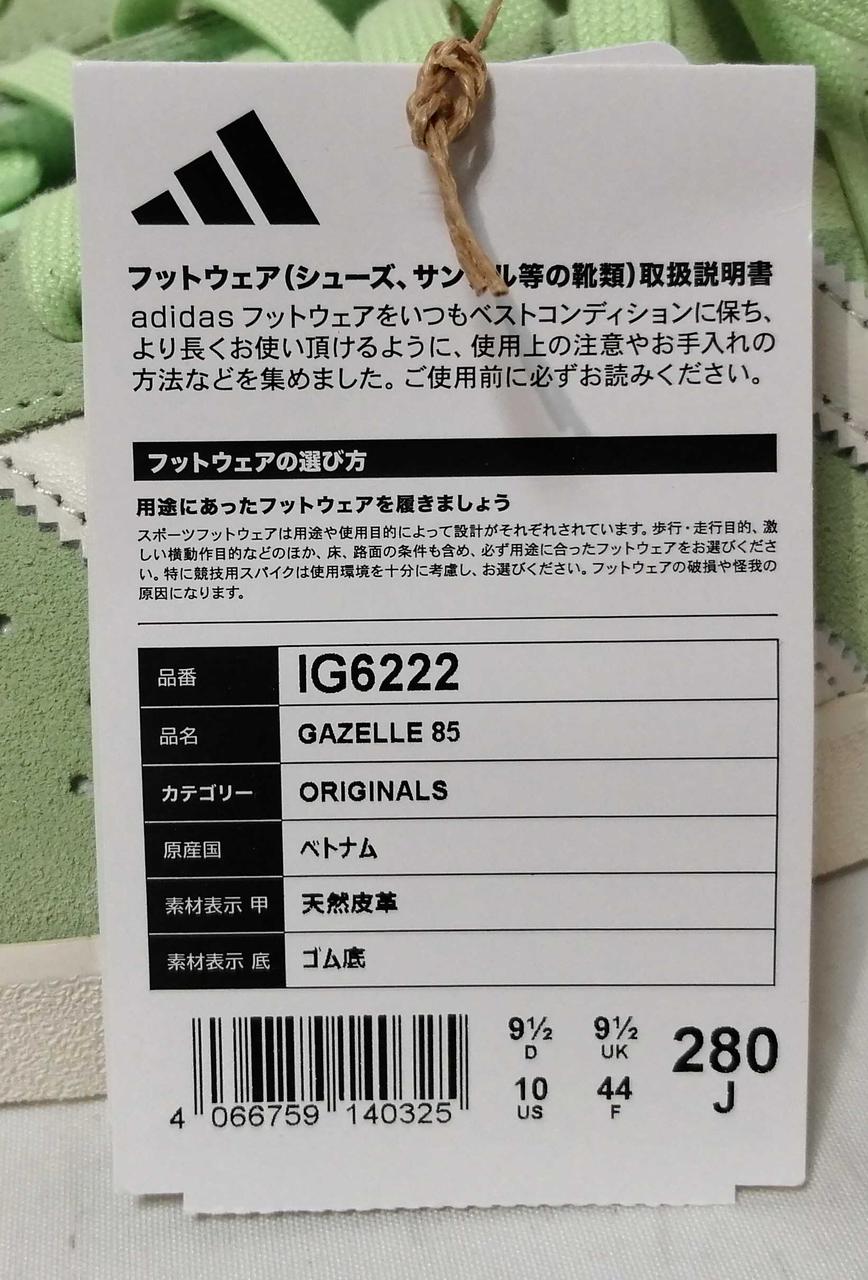 フットウェア(シューズ、サンダル等の靴類)取扱説明書
adidas フットウェアをいつもベストコンディションに保ち、
より長くお使い頂けるように、使用上の注意やお手入れの
方法などを集めました。ご使用前に必ずお読みください。
フットウェアの選び方
用途にあったフットウェアを履きましょう
スポーツフットウェアは用途や使用目的によって設計がそれぞれされています。歩行・走行目的、激
しい横動作目的などのほか、床、路面の条件も含め、必ず用途に合ったフットウェアをお選びくださ
い。特に競技用スパイクは使用環境を十分に考慮し、お選びください。フットウェアの破損や怪我の
原因になります。
品番 IG6222
品名 GAZELLE 85
カテゴリー ORIGINALS
原産国 ベトナム
素材表示 甲 天然皮革
素材表示 底 ゴム底
9½ 9½ 280
D UK J
10 44
US F
4 066759 140325